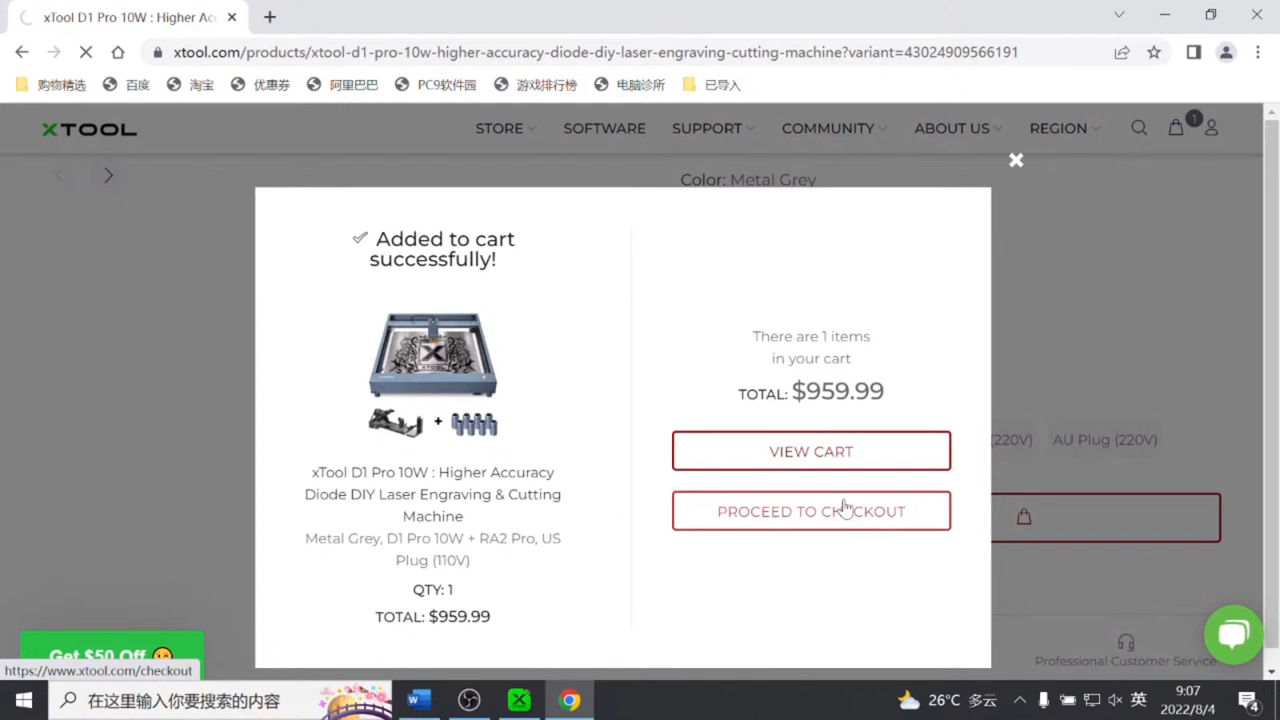 xTool D1 Pro 10W : Higher Acc
xtool.com/products/xtool-d1-pro-10w-higher-accuracy-diode-diy-laser-engraving-cutting-machine?variant=43024909566191
购物精选 百度 淘宝 优惠券 阿里巴巴 PC9软件园 游戏排行榜 电脑诊所 已导入
XTOOL STORE SOFTWARE SUPPORT COMMUNITY ABOUT US REGION 1
Color: Metal Grey
Added to cart
successfully!
xTool D1 Pro 10W : Higher Accuracy
Diode DIY Laser Engraving & Cutting
Machine
Metal Grey, D1 Pro 10W + RA2 Pro, US
Plug (110V)
QTY: 1
TOTAL: $959.99
There are 1 items
in your cart
TOTAL: $959.99
VIEW CART
PROCEED TO CHECKOUT
(220V) AU Plug (220V)
Get $50 Off
Professional Customer Service
https://www.xtool.com/checkout
在这里输入你要搜索的内容
26°C 多云
英
9:07
2022/8/4
4